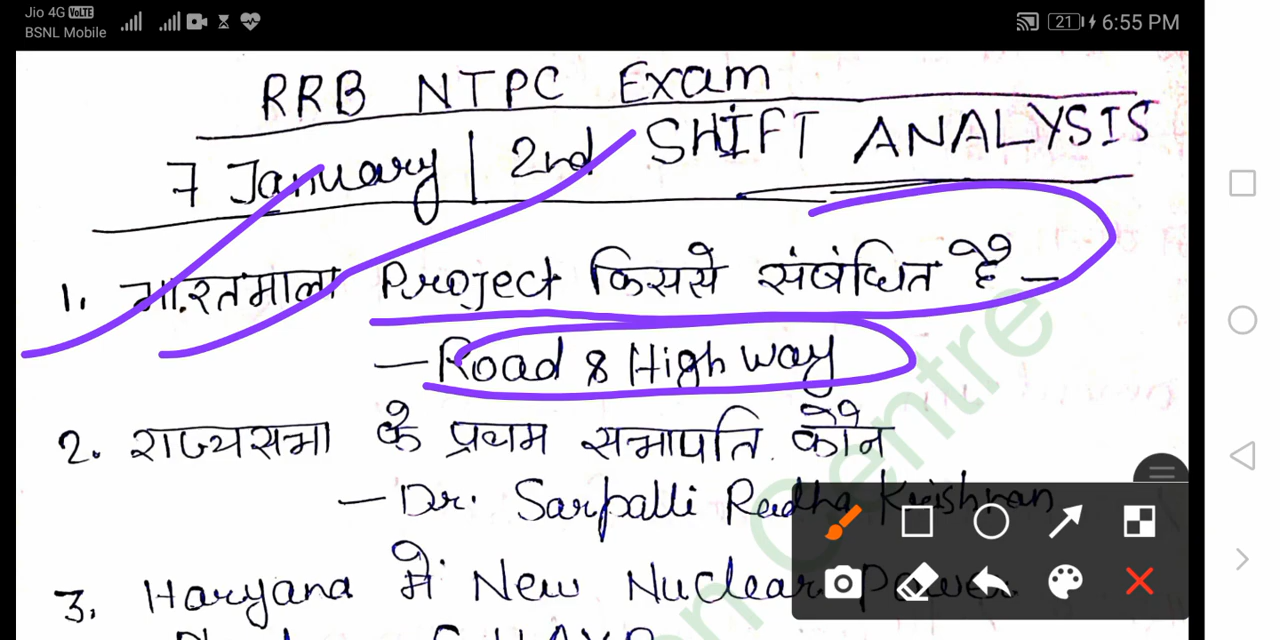 Jio 4G VoLTE
BSNL Mobile
21 6:55 PM
RRB NTPC Exam
7 January | 2nd SHIFT ANALYSIS
1. भारतमाला Project किससे संबंधित है -
- Road & Highway
2. राज्यसभा के प्रथम सभापति कौन
- Dr. Sarpalli Radha Krishnan
3. Haryana में New Nuclear Power
Centre